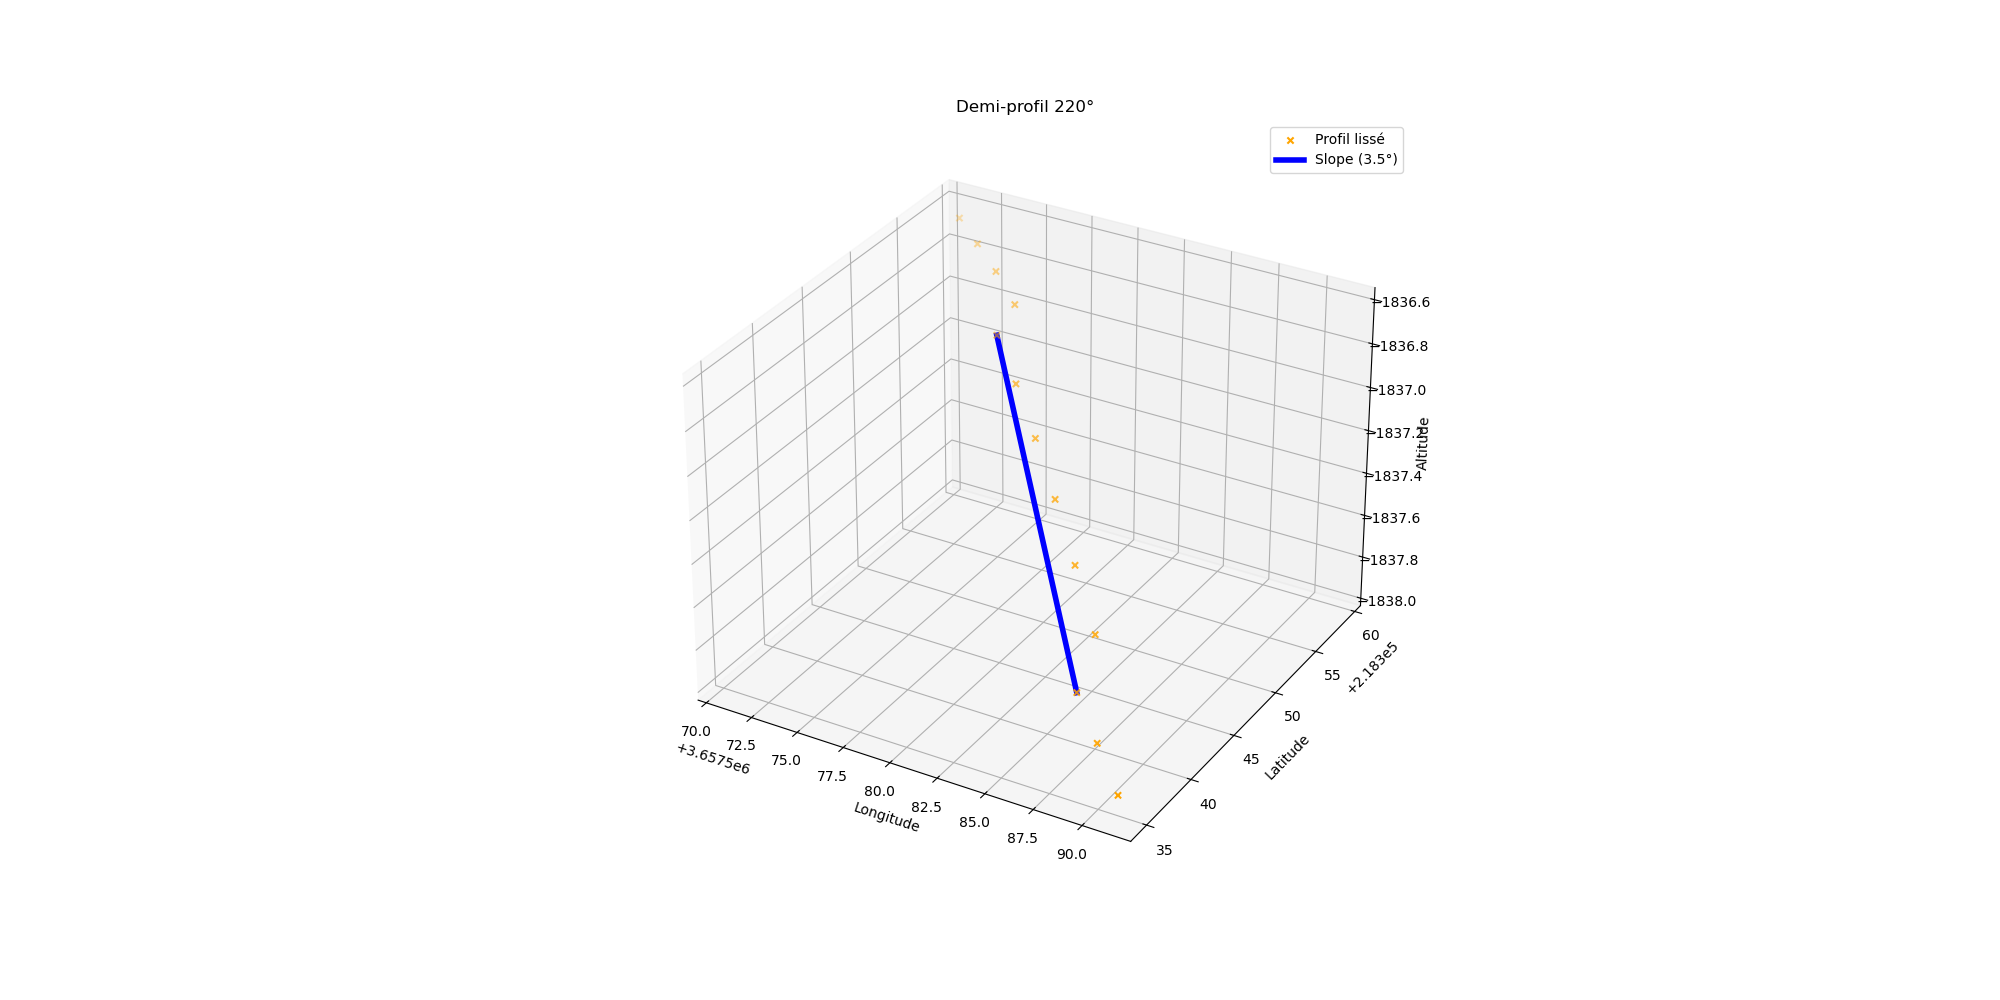 Demi-profil 220°
Profil lissé
Slope (3.5°)
−1836.6
−1836.8
−1837.0
−1837.2
−1837.4
−1837.6
−1837.8
−1838.0
Altitude
60
55
50
45
40
35
+2.183e5
Latitude
70.0
72.5
75.0
77.5
80.0
82.5
85.0
87.5
90.0
+3.6575e6
Longitude